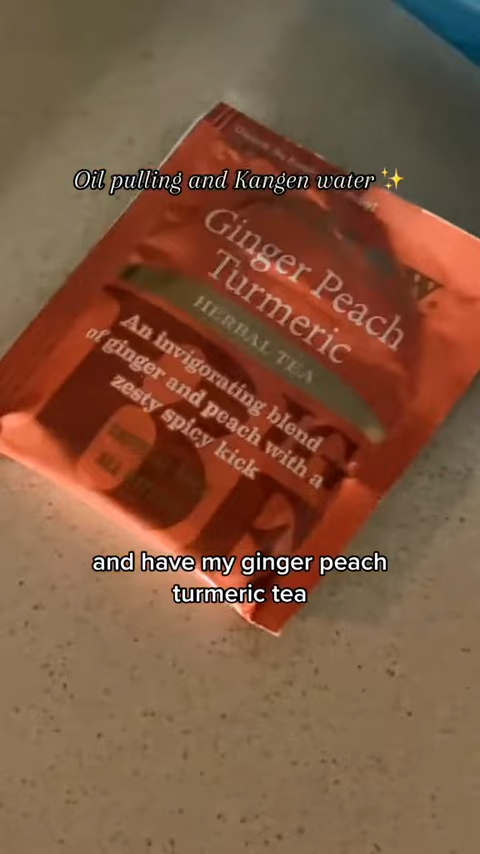 Oil pulling and Kangen water ✨
Ginger Peach
Turmeric
HERBAL TEA
An invigorating blend
of ginger and peach with a
zesty spicy kick
and have my ginger peach
turmeric tea